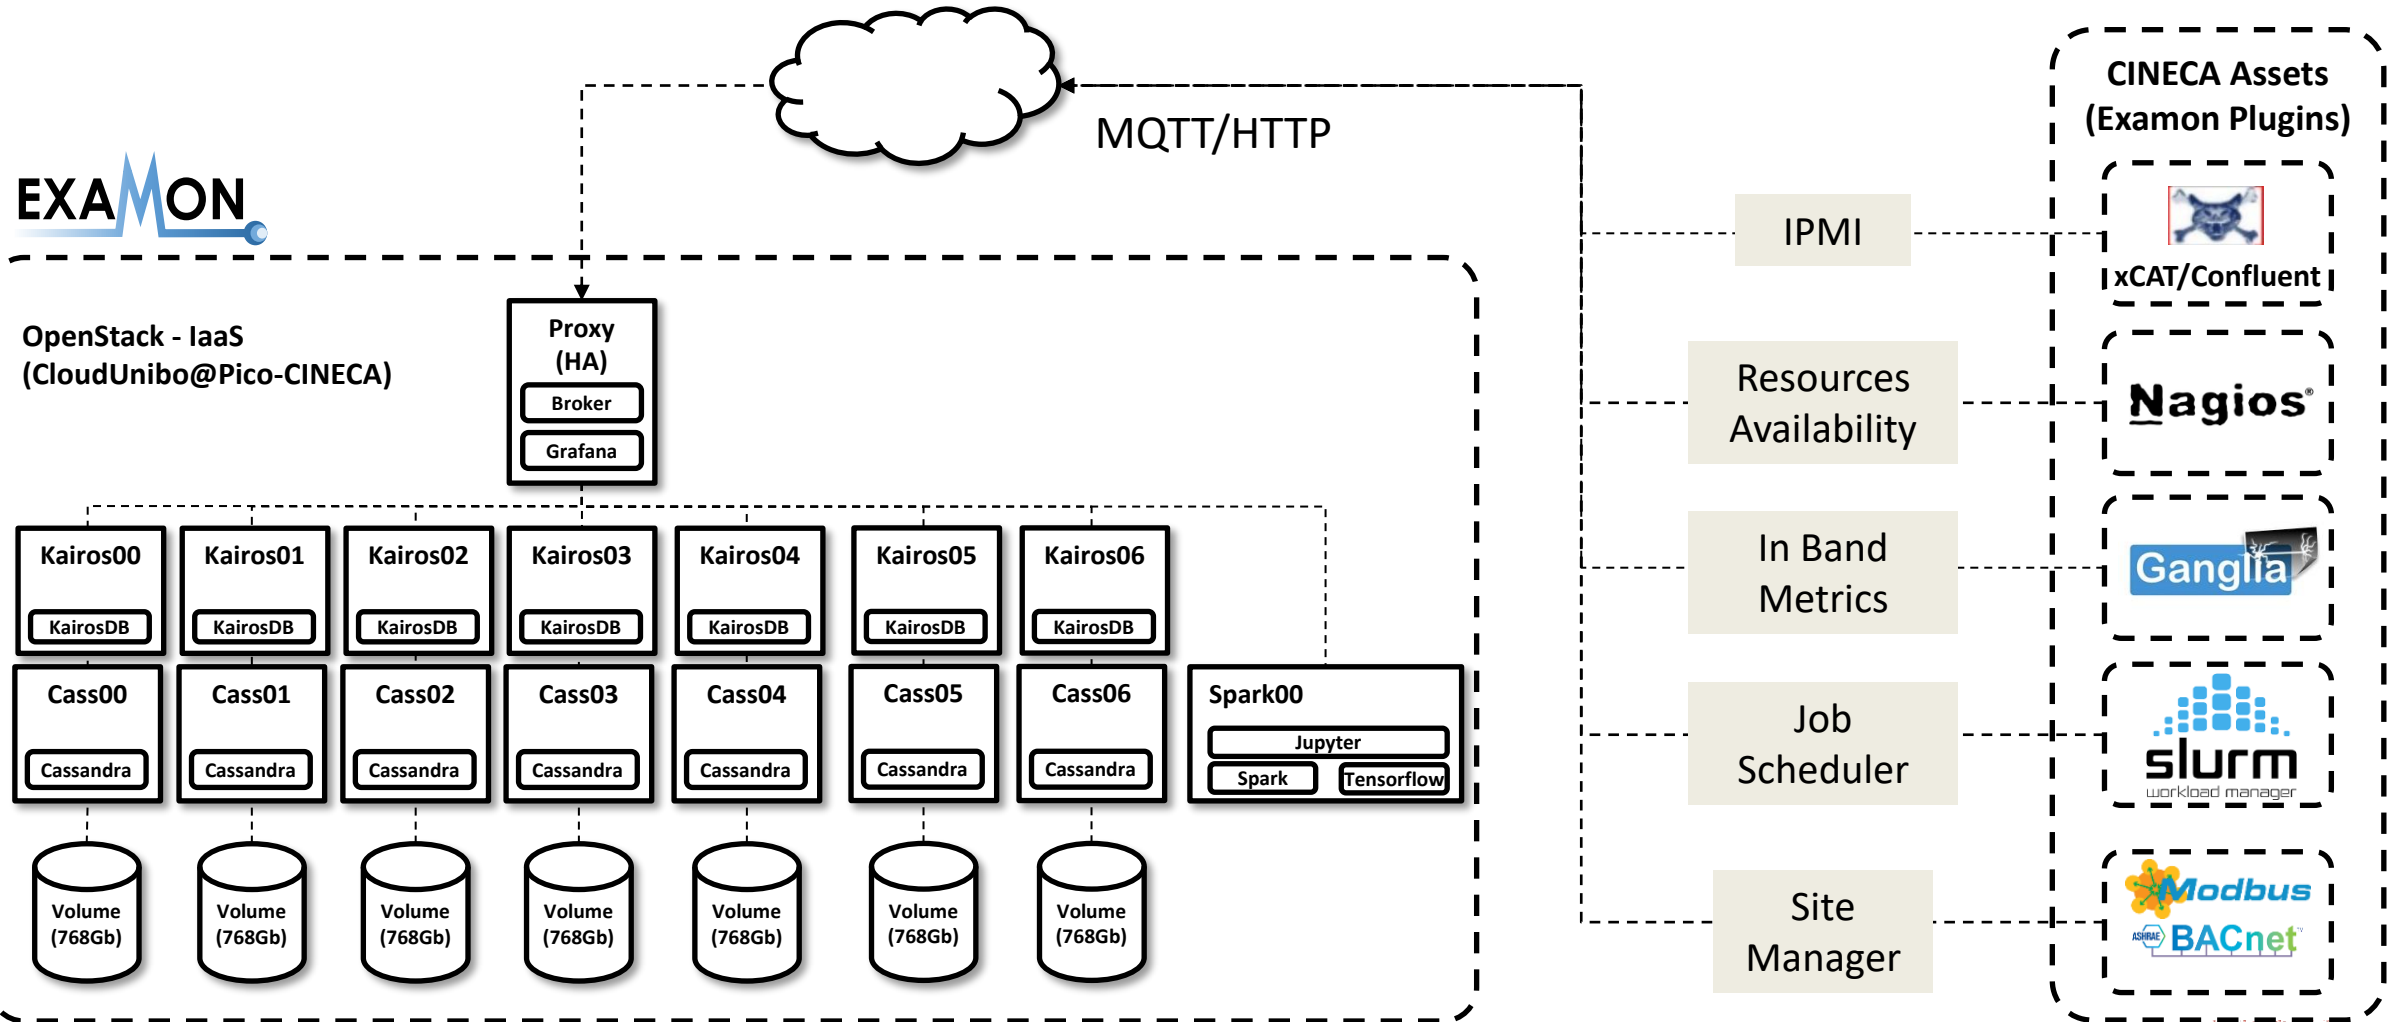 MQTT/HTTP
EXAMON
OpenStack - IaaS
(CloudUnibo@Pico-CINECA)
Proxy
(HA)
Broker
Grafana
Kairos00
KairosDB
Kairos01
KairosDB
Kairos02
KairosDB
Kairos03
KairosDB
Kairos04
KairosDB
Kairos05
KairosDB
Kairos06
KairosDB
Cass00
Cassandra
Cass01
Cassandra
Cass02
Cassandra
Cass03
Cassandra
Cass04
Cassandra
Cass05
Cassandra
Cass06
Cassandra
Spark00
Jupyter
Spark
Tensorflow
Volume
(768Gb)
Volume
(768Gb)
Volume
(768Gb)
Volume
(768Gb)
Volume
(768Gb)
Volume
(768Gb)
Volume
(768Gb)
IPMI
Resources
Availability
In Band
Metrics
Job
Scheduler
Site
Manager
CINECA Assets
(Examon Plugins)
xCAT/Confluent
Nagios®
Ganglia
slurm
workload manager
Modbus
ASHRAE BACnet™